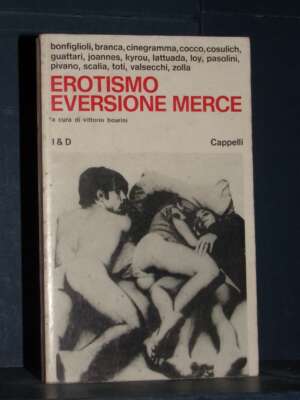 bonfiglioli, branca, cinegramma, cocco, cosulich,
guattari, joannes, kyrou, lattuada, loy, pasolini,
pivano, scalia, toti, valsecchi, zolla
EROTISMO
EVERSIONE MERCE
a cura di vittorio boarini
I & D Cappelli